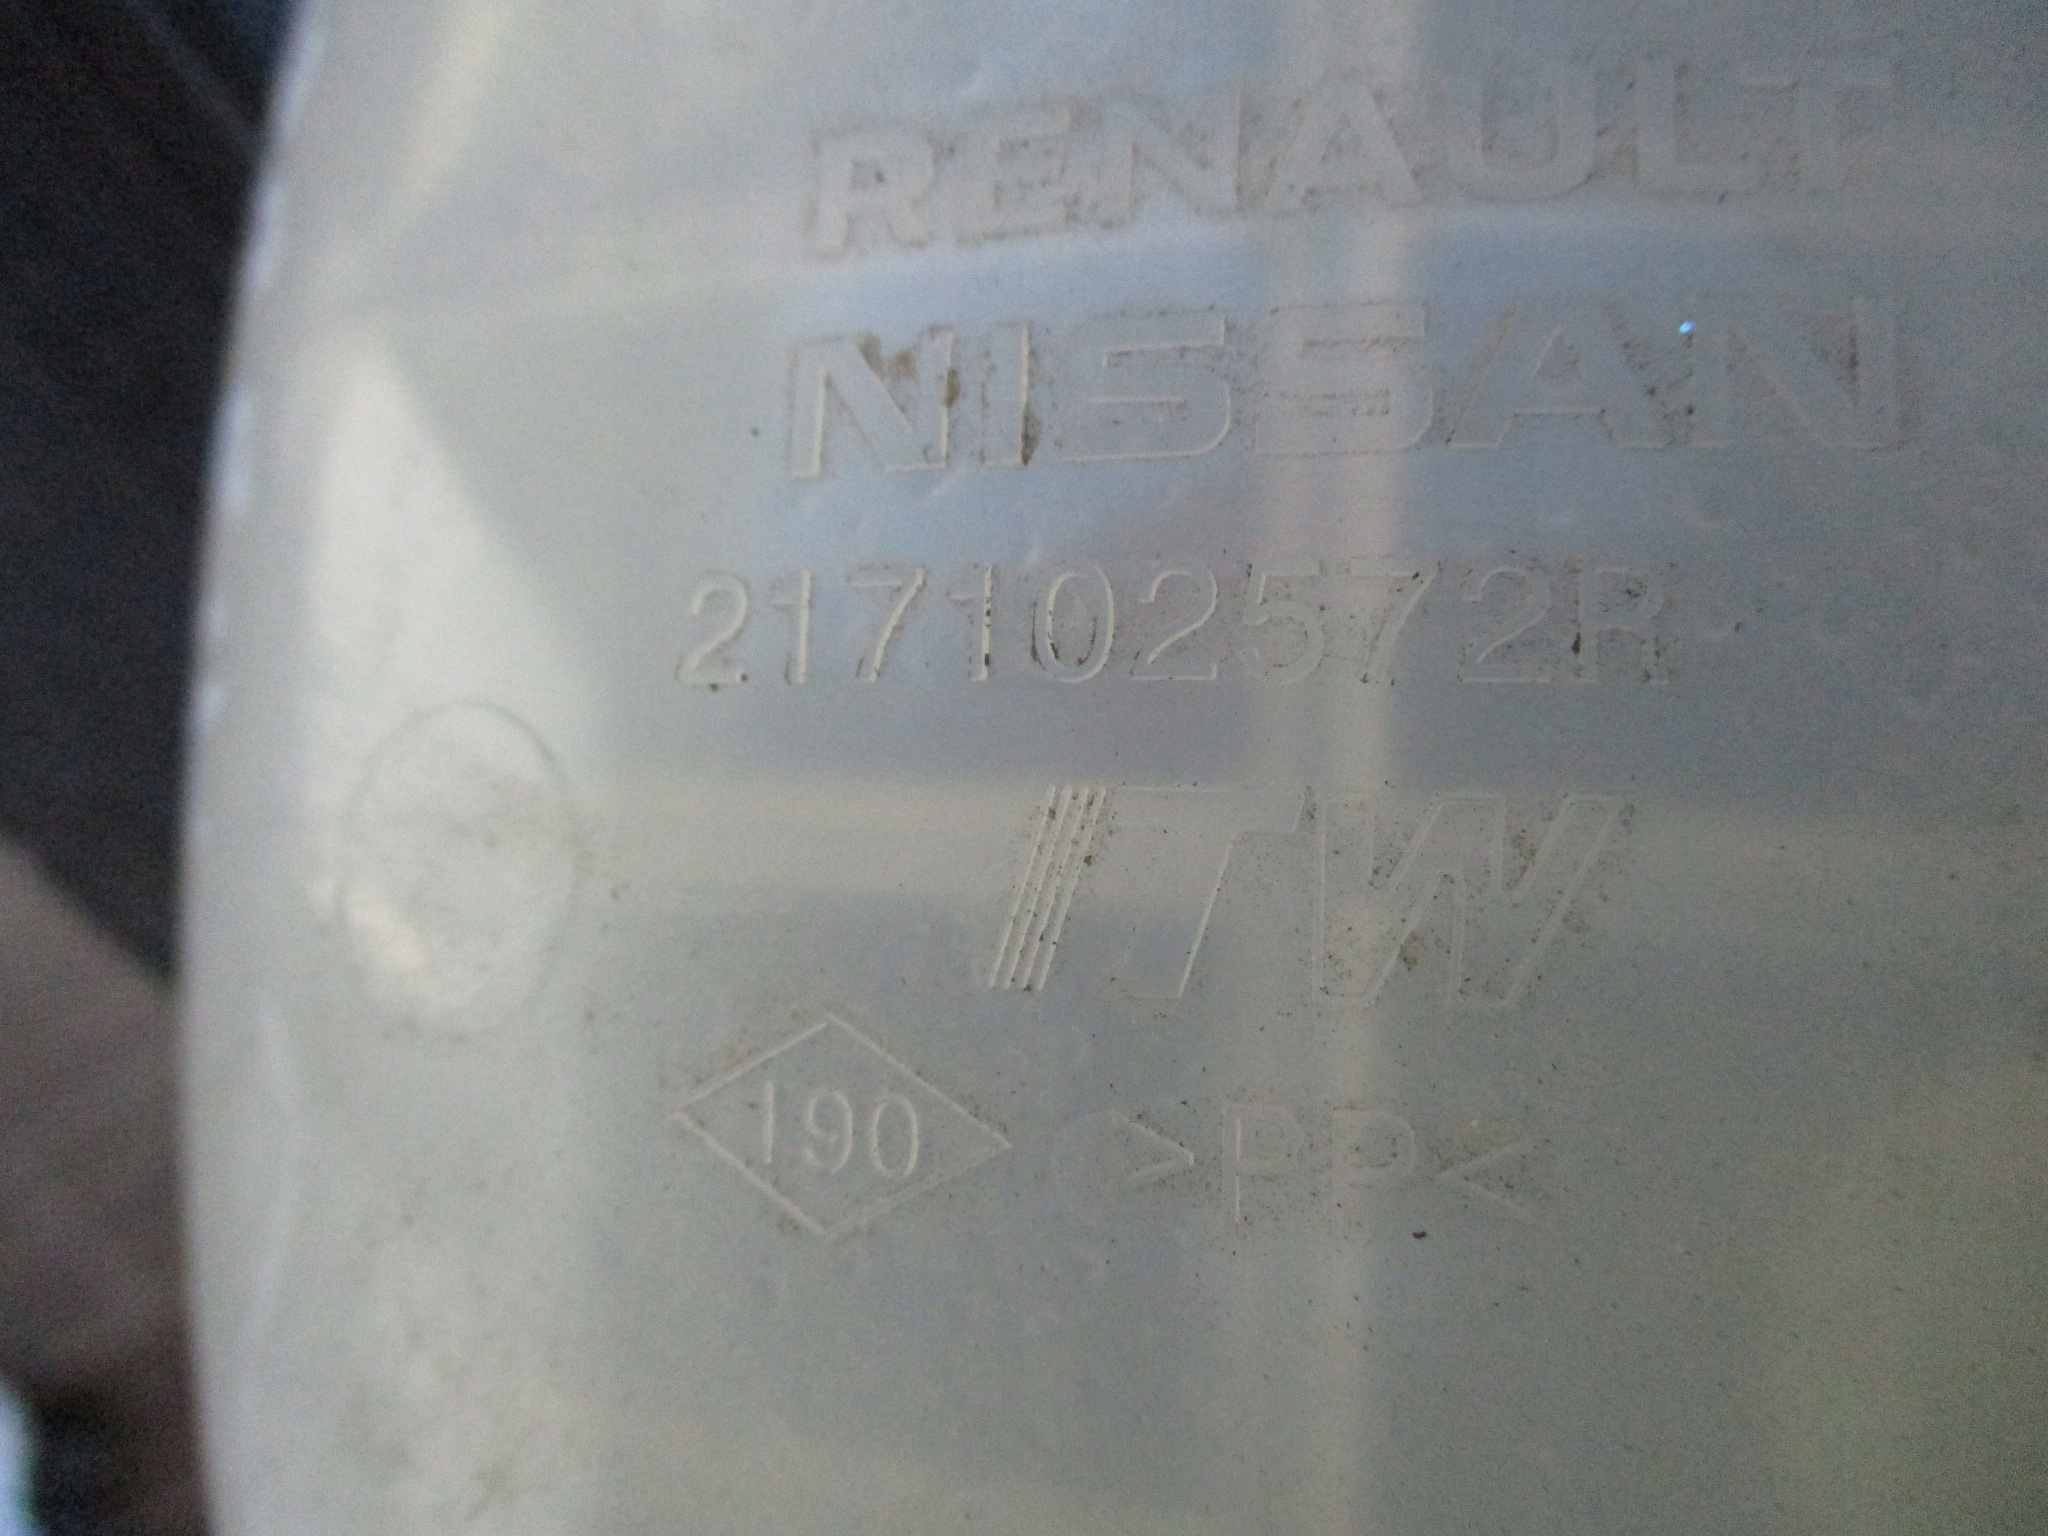 RENAULT
NISSAN
217102572R
ITW
190 >PP<